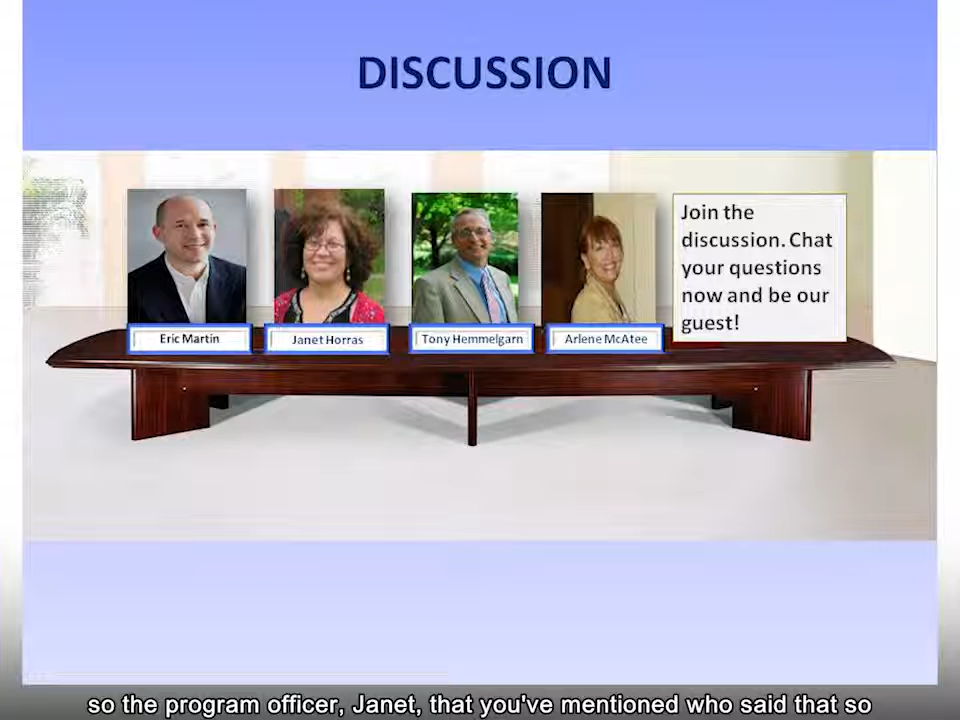 DISCUSSION
Join the
discussion. Chat
your questions
now and be our
guest!
Eric Martin
Janet Horras
Tony Hemmelgarn
Arlene McAtee
so the program officer, Janet, that you've mentioned who said that so